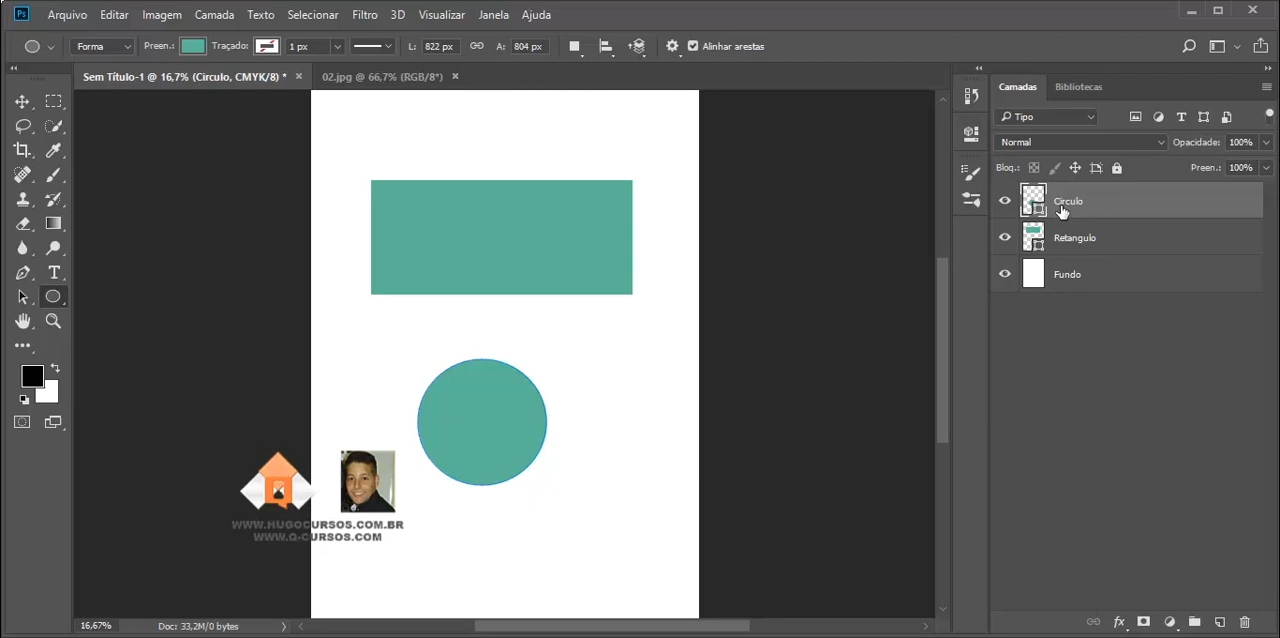 Ps Arquivo Editar Imagem Camada Texto Selecionar Filtro 3D Visualizar Janela Ajuda
Forma Preen.: Traçado: 1 px L: 822 px A: 804 px Alinhar arestas
Sem Título-1 @ 16,7% (Circulo, CMYK/8) * × 02.jpg @ 66,7% (RGB/8*) ×
Camadas Bibliotecas
Tipo
Normal Opacidade: 100%
Bloq.: Preen.: 100%
Circulo
Retangulo
Fundo
WWW.HUGOCURSOS.COM.BR
WWW.Q-CURSOS.COM
16,67% Doc: 33,2M/0 bytes